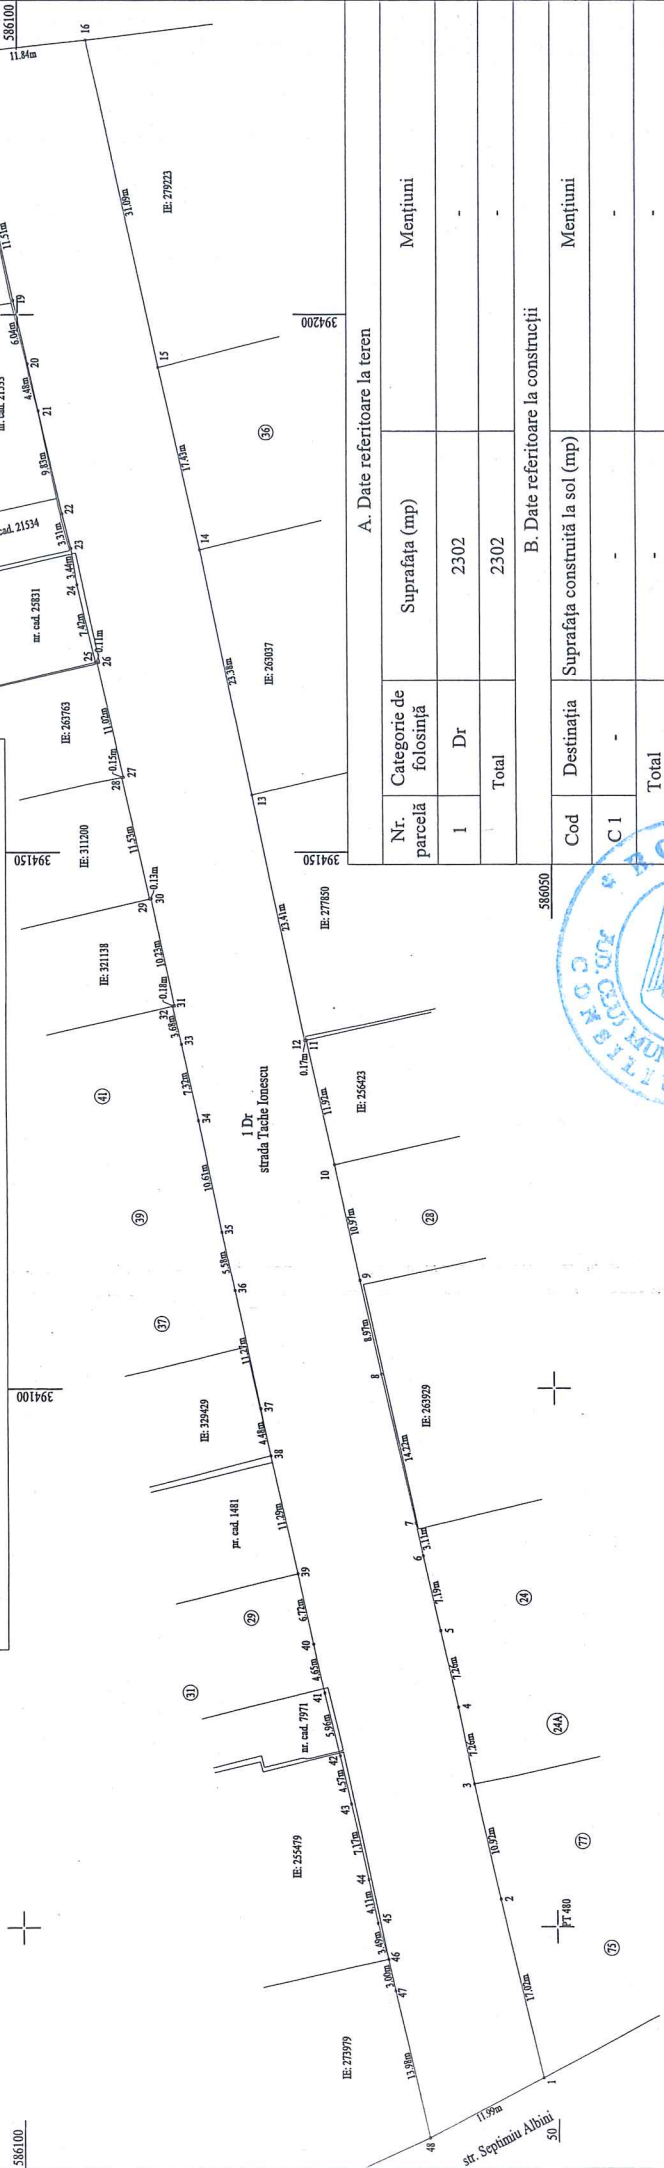 586100
11.84m
16
11.51m
19
31.09m
IE: 279223
6.04m
20
4.48m
21
394200
15
9.83m
36
17.43m
22
cad. 21534
3.31m
23
14
3.44m
24
nr. cad. 25831
7.42m
25
0.11m
26
23.38m
IE: 263037
IE: 263763
11.02m
0.15m
28
27
13
11.53m
IE: 311200
394150
394150
0.13m
29
30
23.41m
IE: 277850
IE: 321138
10.23m
0.18m
32
31
3.68m
33
12
11
0.17m
41
7.32m
34
1 Dr
strada Tache Ionescu
11.92m
IE: 256423
10.61m
10
39
35
5.58m
36
10.97m
28
9
37
8.97m
11.27m
8
394100
37
IE: 329429
4.48m
38
IE: 263929
14.22m
nr. cad. 1481
11.29m
7
3.11m
6
39
7.19m
24
29
6.72m
40
5
4.65m
7.26m
31
41
4
nr. cad. 7971
5.96m
24A
42
7.26m
4.57m
43
3
IE: 255479
7.17m
10.92m
77
44
4.11m
45
2
3.49m
46
PT 480
75
3.00m
47
17.02m
IE: 273979
13.98m
1
48
11.99m
str. Septimiu Albini
50
586100
586050
A. Date referitoare la teren
Nr. parcelă Categorie de folosinţă Suprafaţa (mp) Menţiuni
1 Dr 2302 -
Total 2302 -
B. Date referitoare la construcţii
Cod Destinaţia Suprafaţa construită la sol (mp) Menţiuni
C 1 - - -
Total - -